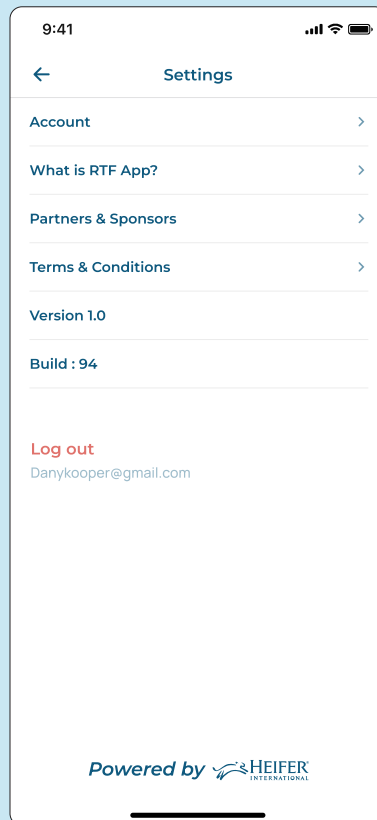 9:41
Settings
Account
What is RTF App?
Partners & Sponsors
Terms & Conditions
Version 1.0
Build : 94
Log out
Danykooper@gmail.com
Powered by HEIFER
INTERNATIONAL